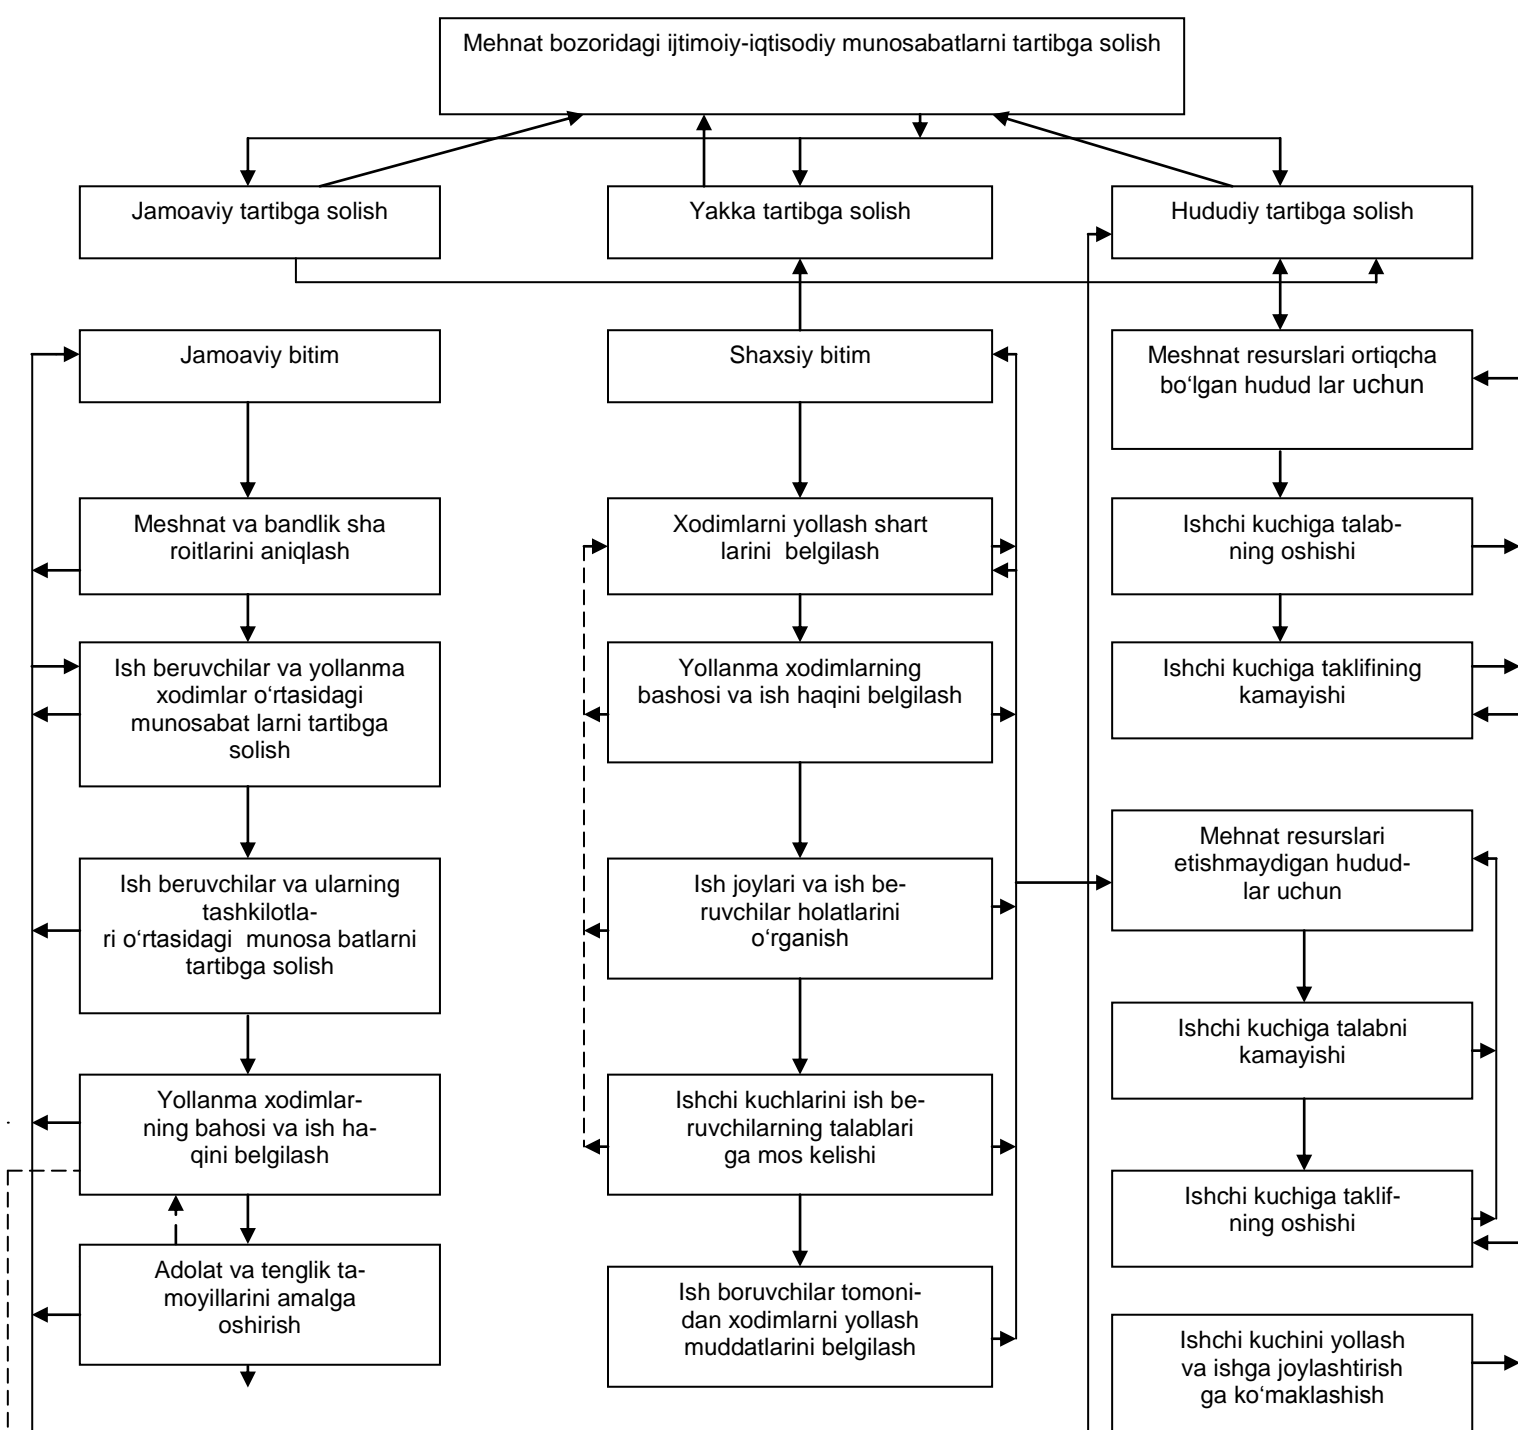 Mehnat bozoridagi ijtimoiy-iqtisodiy munosabatlarni tartibga solish
Jamoaviy tartibga solish
Yakka tartibga solish
Hududiy tartibga solish
Jamoaviy bitim
Shaxsiy bitim
Meshnat resurslari ortiqcha
bo‘lgan hudud lar uchun
Meshnat va bandlik sha
roitlarini aniqlash
Xodimlarni yollash shart
larini belgilash
Ishchi kuchiga talab-
ning oshishi
Ish beruvchilar va yollanma
xodimlar o‘rtasidagi
munosabat larni tartibga
solish
Yollanma xodimlarning
bashosi va ish haqini belgilash
Ishchi kuchiga taklifining
kamayishi
Ish beruvchilar va ularning
tashkilotla-
ri o‘rtasidagi munosa batlarni
tartibga solish
Ish joylari va ish be-
ruvchilar holatlarini
o‘rganish
Mehnat resurslari
etishmaydigan hudud-
lar uchun
Ishchi kuchiga talabni
kamayishi
Yollanma xodimlar-
ning bahosi va ish ha-
qini belgilash
Ishchi kuchlarini ish be-
ruvchilarning talablari
ga mos kelishi
Ishchi kuchiga taklif-
ning oshishi
Adolat va tenglik ta-
moyillarini amalga
oshirish
Ish boruvchilar tomoni-
dan xodimlarni yollash
muddatlarini belgilash
Ishchi kuchini yollash
va ishga joylashtirish
ga ko‘maklashish